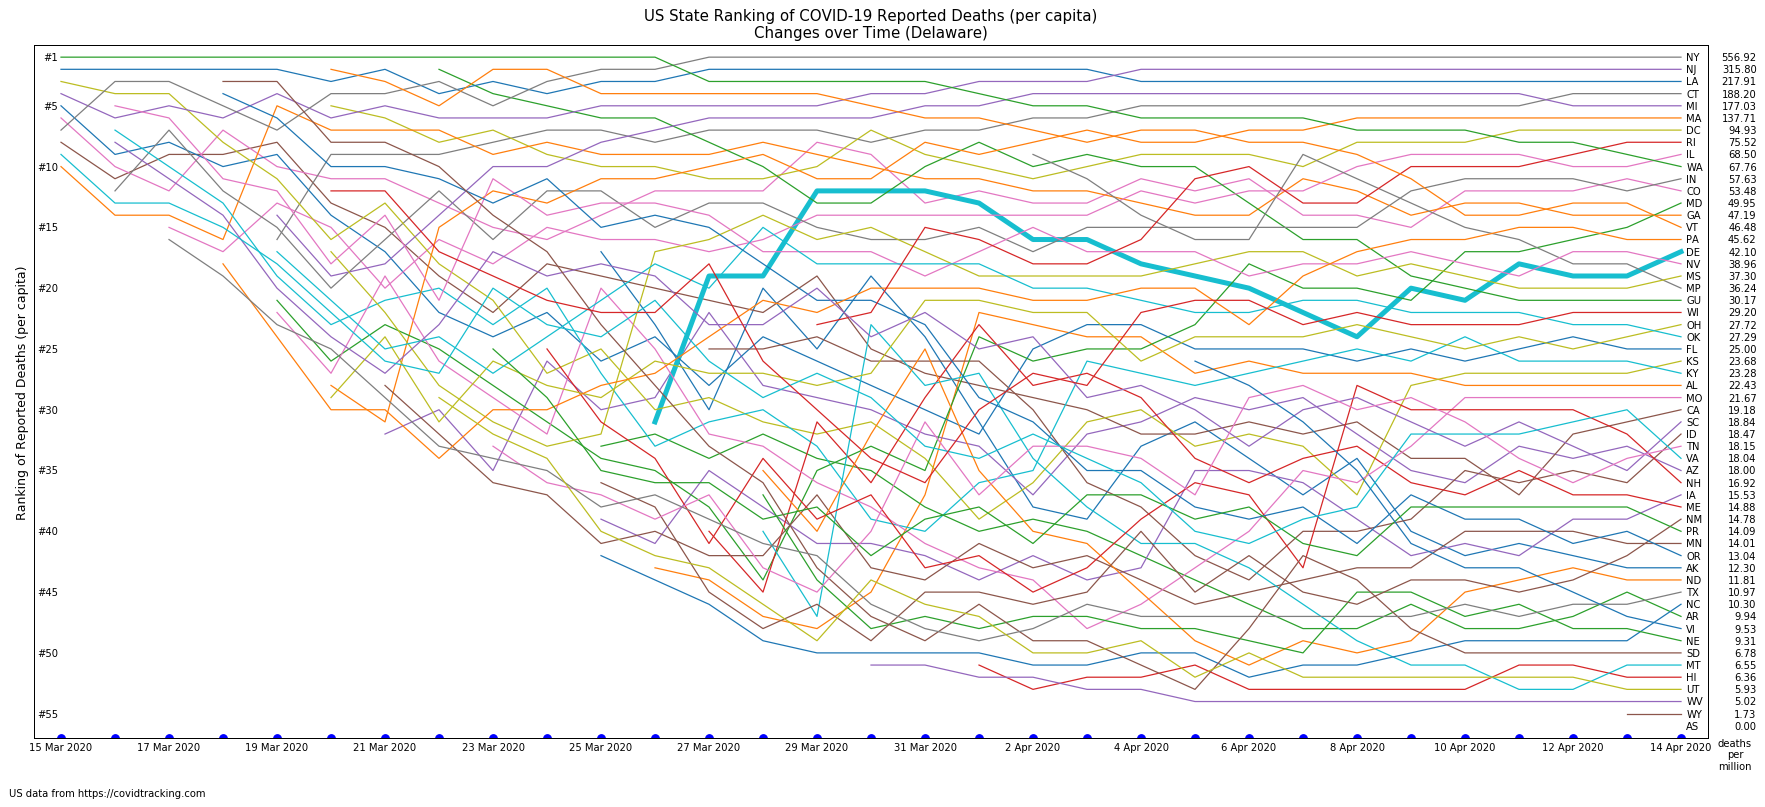 US State Ranking of COVID-19 Reported Deaths (per capita)
Changes over Time (Delaware)
Ranking of Reported Deaths (per capita)
#1
#5
#10
#15
#20
#25
#30
#35
#40
#45
#50
#55
NY 556.92
NJ 315.80
LA 217.91
CT 188.20
MI 177.03
MA 137.71
DC 94.93
RI 75.52
IL 68.50
WA 67.76
IN 57.63
CO 53.48
MD 49.95
GA 47.19
VT 46.48
PA 45.62
DE 42.10
NV 38.96
MS 37.30
MP 36.24
GU 30.17
WI 29.20
OH 27.72
OK 27.29
FL 25.00
KS 23.68
KY 23.28
AL 22.43
MO 21.67
CA 19.18
SC 18.84
ID 18.47
TN 18.15
VA 18.04
AZ 18.00
NH 16.92
IA 15.53
ME 14.88
NM 14.78
PR 14.09
MN 14.01
OR 13.04
AK 12.30
ND 11.81
TX 10.97
NC 10.30
AR 9.94
VI 9.53
NE 9.31
SD 6.78
MT 6.55
HI 6.36
UT 5.93
WV 5.02
WY 1.73
AS 0.00
15 Mar 2020 17 Mar 2020 19 Mar 2020 21 Mar 2020 23 Mar 2020 25 Mar 2020 27 Mar 2020 29 Mar 2020 31 Mar 2020 2 Apr 2020 4 Apr 2020 6 Apr 2020 8 Apr 2020 10 Apr 2020 12 Apr 2020 14 Apr 2020
deaths
per
million
US data from https://covidtracking.com